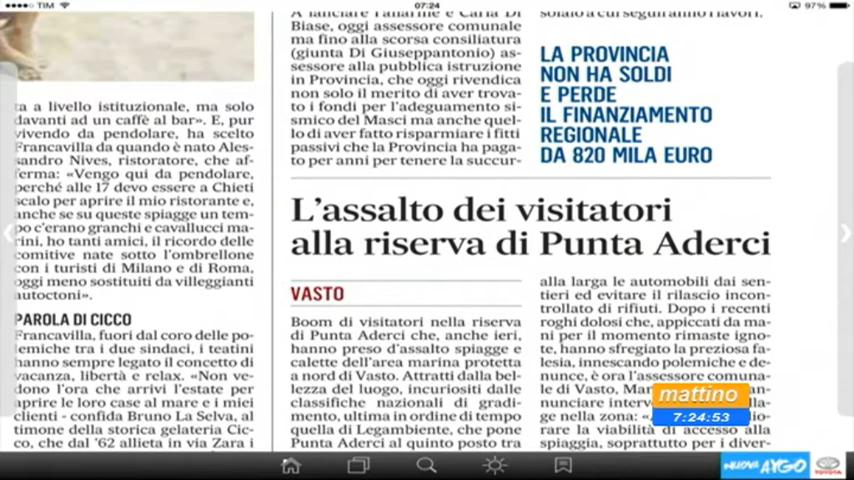 TIM
07:24
97%
ta a livello istituzionale, ma solo
davanti ad un caffè al bar». E, pur
vivendo da pendolare, ha scelto
Francavilla da quando è nato Ales-
sandro Nives, ristoratore, che af-
ferma: «Vengo qui da pendolare,
perché alle 17 devo essere a Chieti
scalo per aprire il mio ristorante e,
anche se su queste spiagge un tem-
po c'erano granchi e cavallucci ma-
rini, ho tanti amici, il ricordo delle
comitive nate sotto l'ombrellone
con i turisti di Milano e di Roma,
oggi meno sostituiti da villeggianti
autoctoni».
PAROLA DI CICCO
Francavilla, fuori dal coro delle po-
lemiche tra i due sindaci, i teatini
hanno sempre legato il concetto di
vacanza, libertà e relax. «Non ve-
dono l'ora che arrivi l'estate per
aprire le loro case al mare e i miei
clienti - confida Bruno La Selva, al
timone della storica gelateria Cic-
co, che dal '62 allieta in via Zara i
A lanciare l'allarme è Carla Di
Biase, oggi assessore comunale
ma fino alla scorsa consiliatura
(giunta Di Giuseppantonio) as-
sessore alla pubblica istruzione
in Provincia, che oggi rivendica
non solo il merito di aver trova-
to i fondi per l'adeguamento si-
smico del Masci ma anche quel-
lo di aver fatto risparmiare i fitti
passivi che la Provincia ha paga-
to per anni per tenere la succur-
solaio a cui seguiranno i lavori.
LA PROVINCIA
NON HA SOLDI
E PERDE
IL FINANZIAMENTO
REGIONALE
DA 820 MILA EURO
L'assalto dei visitatori
alla riserva di Punta Aderci
VASTO
Boom di visitatori nella riserva
di Punta Aderci che, anche ieri,
hanno preso d'assalto spiagge e
calette dell'area marina protetta
a nord di Vasto. Attratti dalla bel-
lezza del luogo, incuriositi dalle
classifiche nazionali di gradi-
mento, ultima in ordine di tempo
quella di Legambiente, che pone
Punta Aderci al quinto posto tra
alla larga le automobili dai sen-
tieri ed evitare il rilascio incon-
trollato di rifiuti. Dopo i recenti
roghi dolosi che, appiccati da ma-
ni per il momento rimaste igno-
te, hanno sfregiato la preziosa fa-
lesia, innescando polemiche e de-
nunce, è ora l'assessore comuna-
le di Vasto, Ma
nunciare interv
ge nella zona: «
rare la viabilità di accesso alla
spiaggia, soprattutto per i diver-
mattino
7:24:53
NUOVA AYGO
TOYOTA